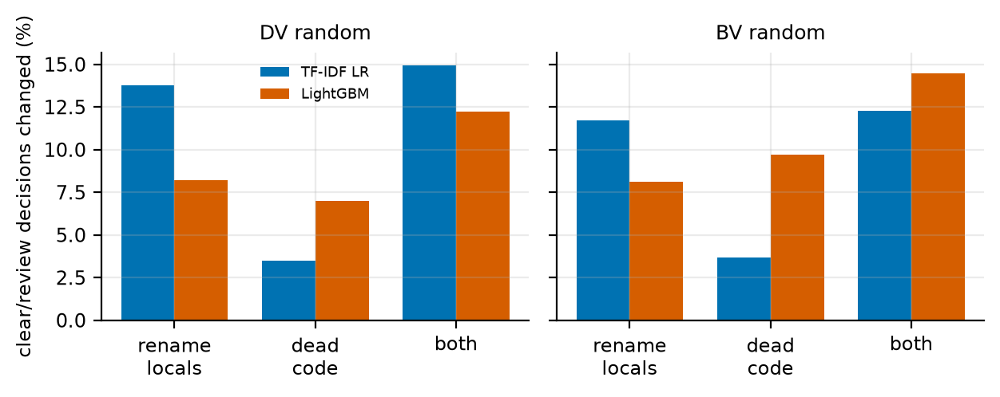 clear/review decisions changed (%)
DV random
15.0
12.5
10.0
7.5
5.0
2.5
0.0
TF-IDF LR
LightGBM
rename
locals
dead
code
both
BV random
rename
locals
dead
code
both